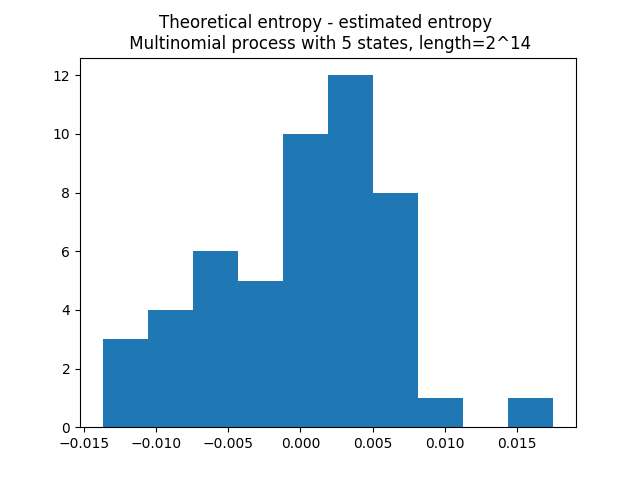 Theoretical entropy - estimated entropy
Multinomial process with 5 states, length=2^14
12
10
8
6
4
2
0
−0.015 −0.010 −0.005 0.000 0.005 0.010 0.015